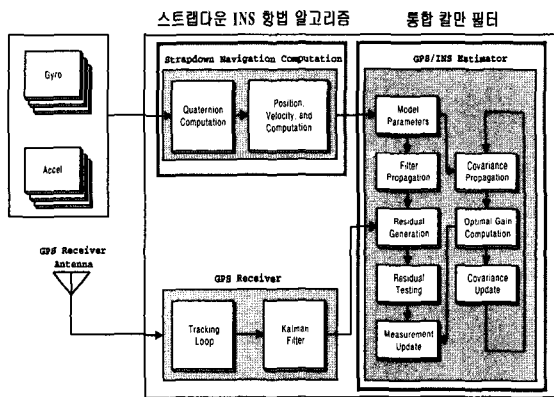 스트랩다운 INS 항법 알고리즘
통합 칼만 필터
Strapdown Navigation Computation
GPS/INS Estimator
Gyro
Accel
Quaternion
Computation
Position,
Velocity, and
Computation
Model
Parameters
Filter
Propagation
Covariance
Propagation
Residual
Generation
Optimal Gain
Computation
Residual
Testing
Covariance
Update
Measurement
Update
GPS Receiver
Antenna
GPS Receiver
Tracking
Loop
Kalman
Filter